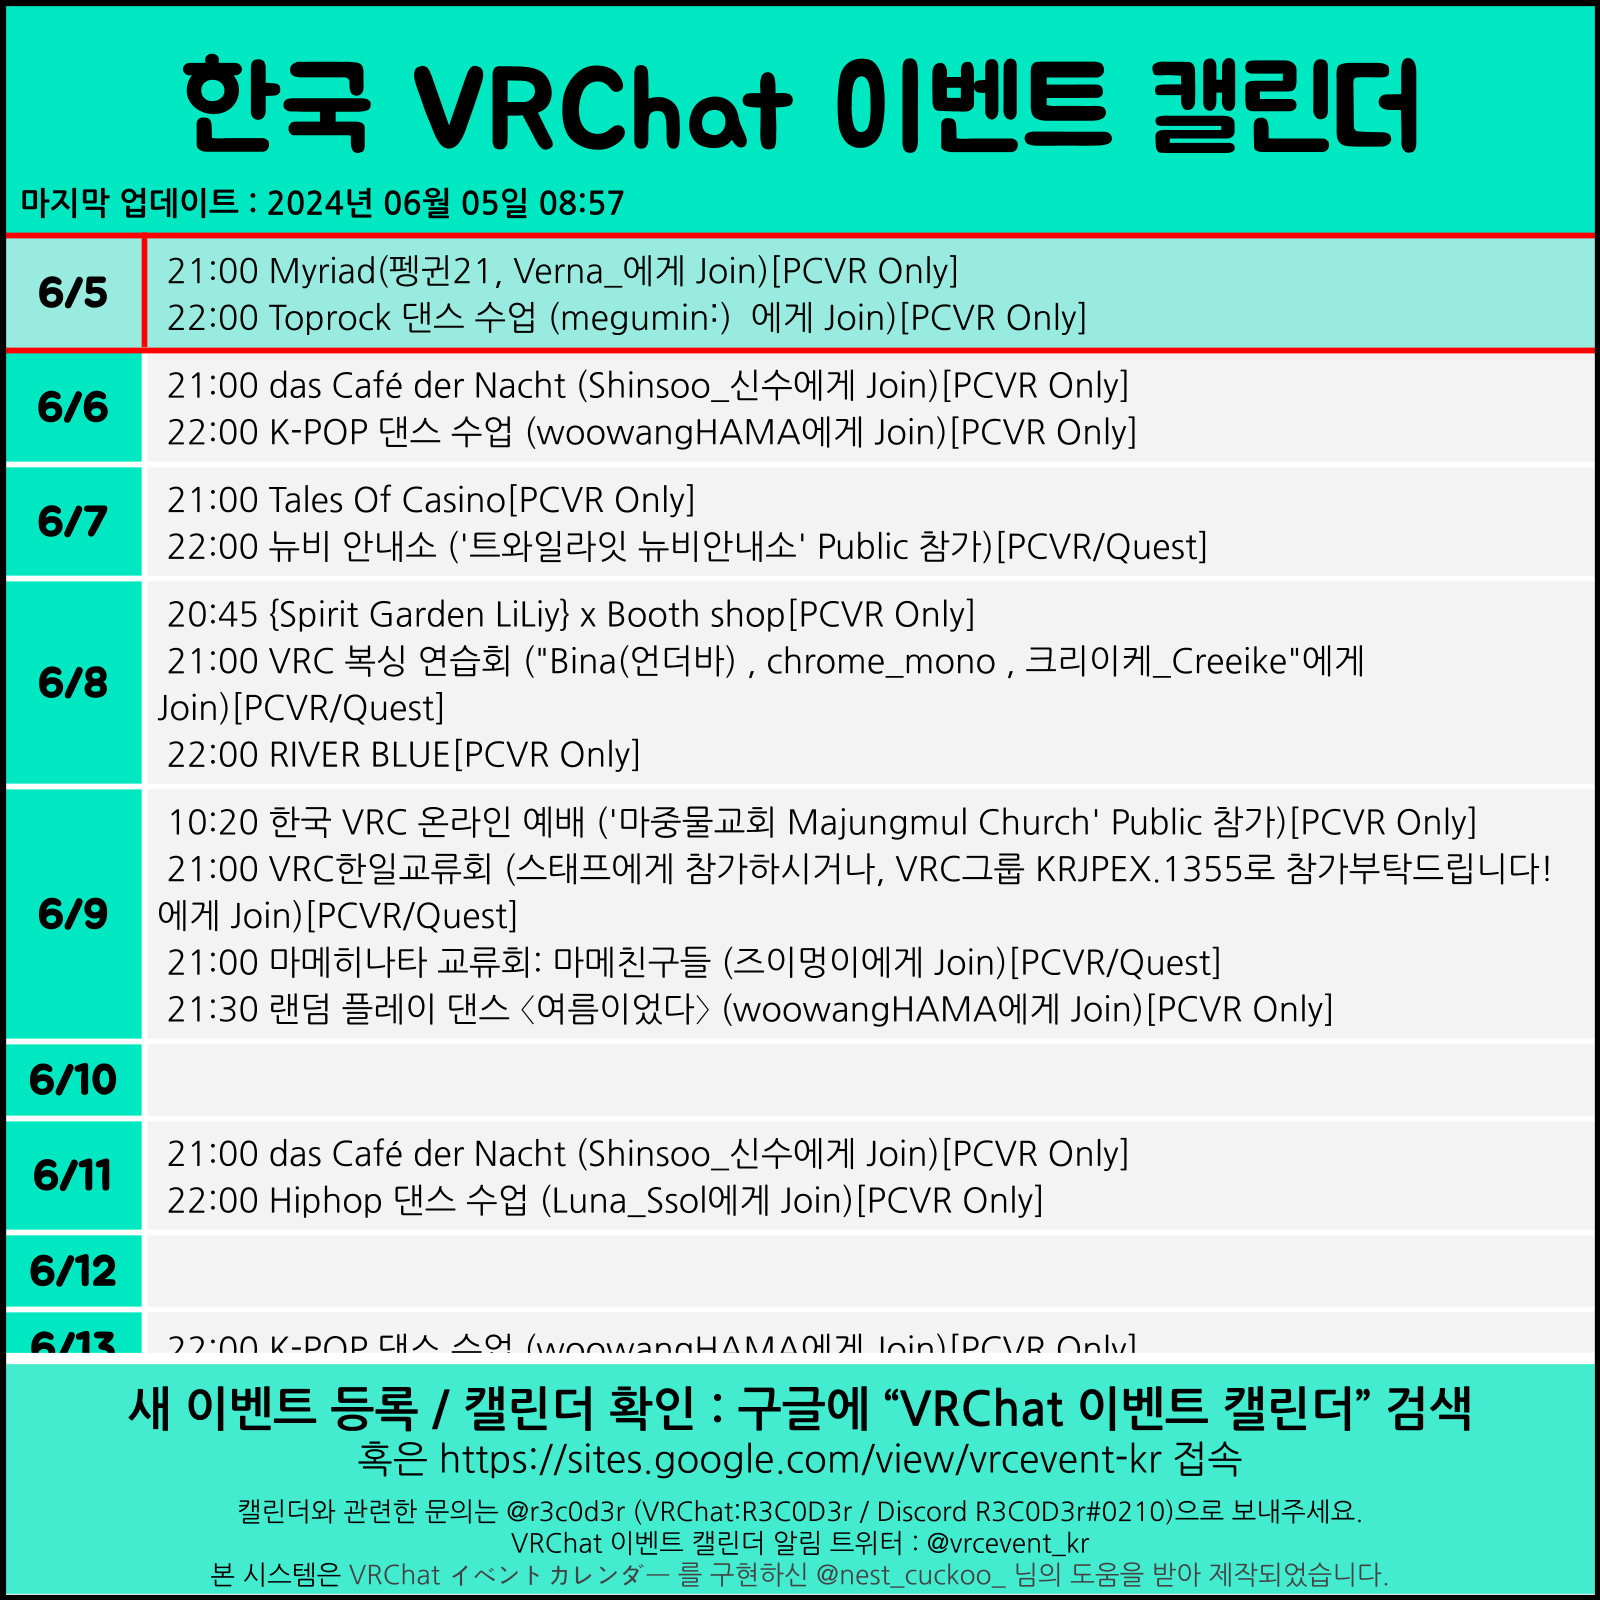 한국 VRChat 이벤트 캘린더
마지막 업데이트 : 2024년 06월 05일 08:57
6/5
21:00 Myriad(펭귄21, Verna_에게 Join)[PCVR Only]
22:00 Toprock 댄스 수업 (megumin:)  에게 Join)[PCVR Only]
6/6
21:00 das Café der Nacht (Shinsoo_신수에게 Join)[PCVR Only]
22:00 K-POP 댄스 수업 (woowangHAMA에게 Join)[PCVR Only]
6/7
21:00 Tales Of Casino[PCVR Only]
22:00 뉴비 안내소 ('트와일라잇 뉴비안내소' Public 참가)[PCVR/Quest]
6/8
20:45 {Spirit Garden LiLiy} x Booth shop[PCVR Only]
21:00 VRC 복싱 연습회 ("Bina(언더바) , chrome_mono , 크리이케_Creeike"에게
Join)[PCVR/Quest]
22:00 RIVER BLUE[PCVR Only]
6/9
10:20 한국 VRC 온라인 예배 ('마중물교회 Majungmul Church' Public 참가)[PCVR Only]
21:00 VRC한일교류회 (스태프에게 참가하시거나, VRC그룹 KRJPEX.1355로 참가부탁드립니다!
에게 Join)[PCVR/Quest]
21:00 마메히나타 교류회: 마메친구들 (즈이멍이에게 Join)[PCVR/Quest]
21:30 랜덤 플레이 댄스 〈여름이었다〉 (woowangHAMA에게 Join)[PCVR Only]
6/10
6/11
21:00 das Café der Nacht (Shinsoo_신수에게 Join)[PCVR Only]
22:00 Hiphop 댄스 수업 (Luna_Ssol에게 Join)[PCVR Only]
6/12
6/13
22:00 K-POP 댄스 수업 (woowangHAMA에게 Join)[PCVR Only]
새 이벤트 등록 / 캘린더 확인 : 구글에 “VRChat 이벤트 캘린더” 검색
혹은 https://sites.google.com/view/vrcevent-kr 접속
캘린더와 관련한 문의는 @r3c0d3r (VRChat:R3C0D3r / Discord R3C0D3r#0210)으로 보내주세요.
VRChat 이벤트 캘린더 알림 트위터 : @vrcevent_kr
본 시스템은 VRChat イベントカレンダー 를 구현하신 @nest_cuckoo_ 님의 도움을 받아 제작되었습니다.